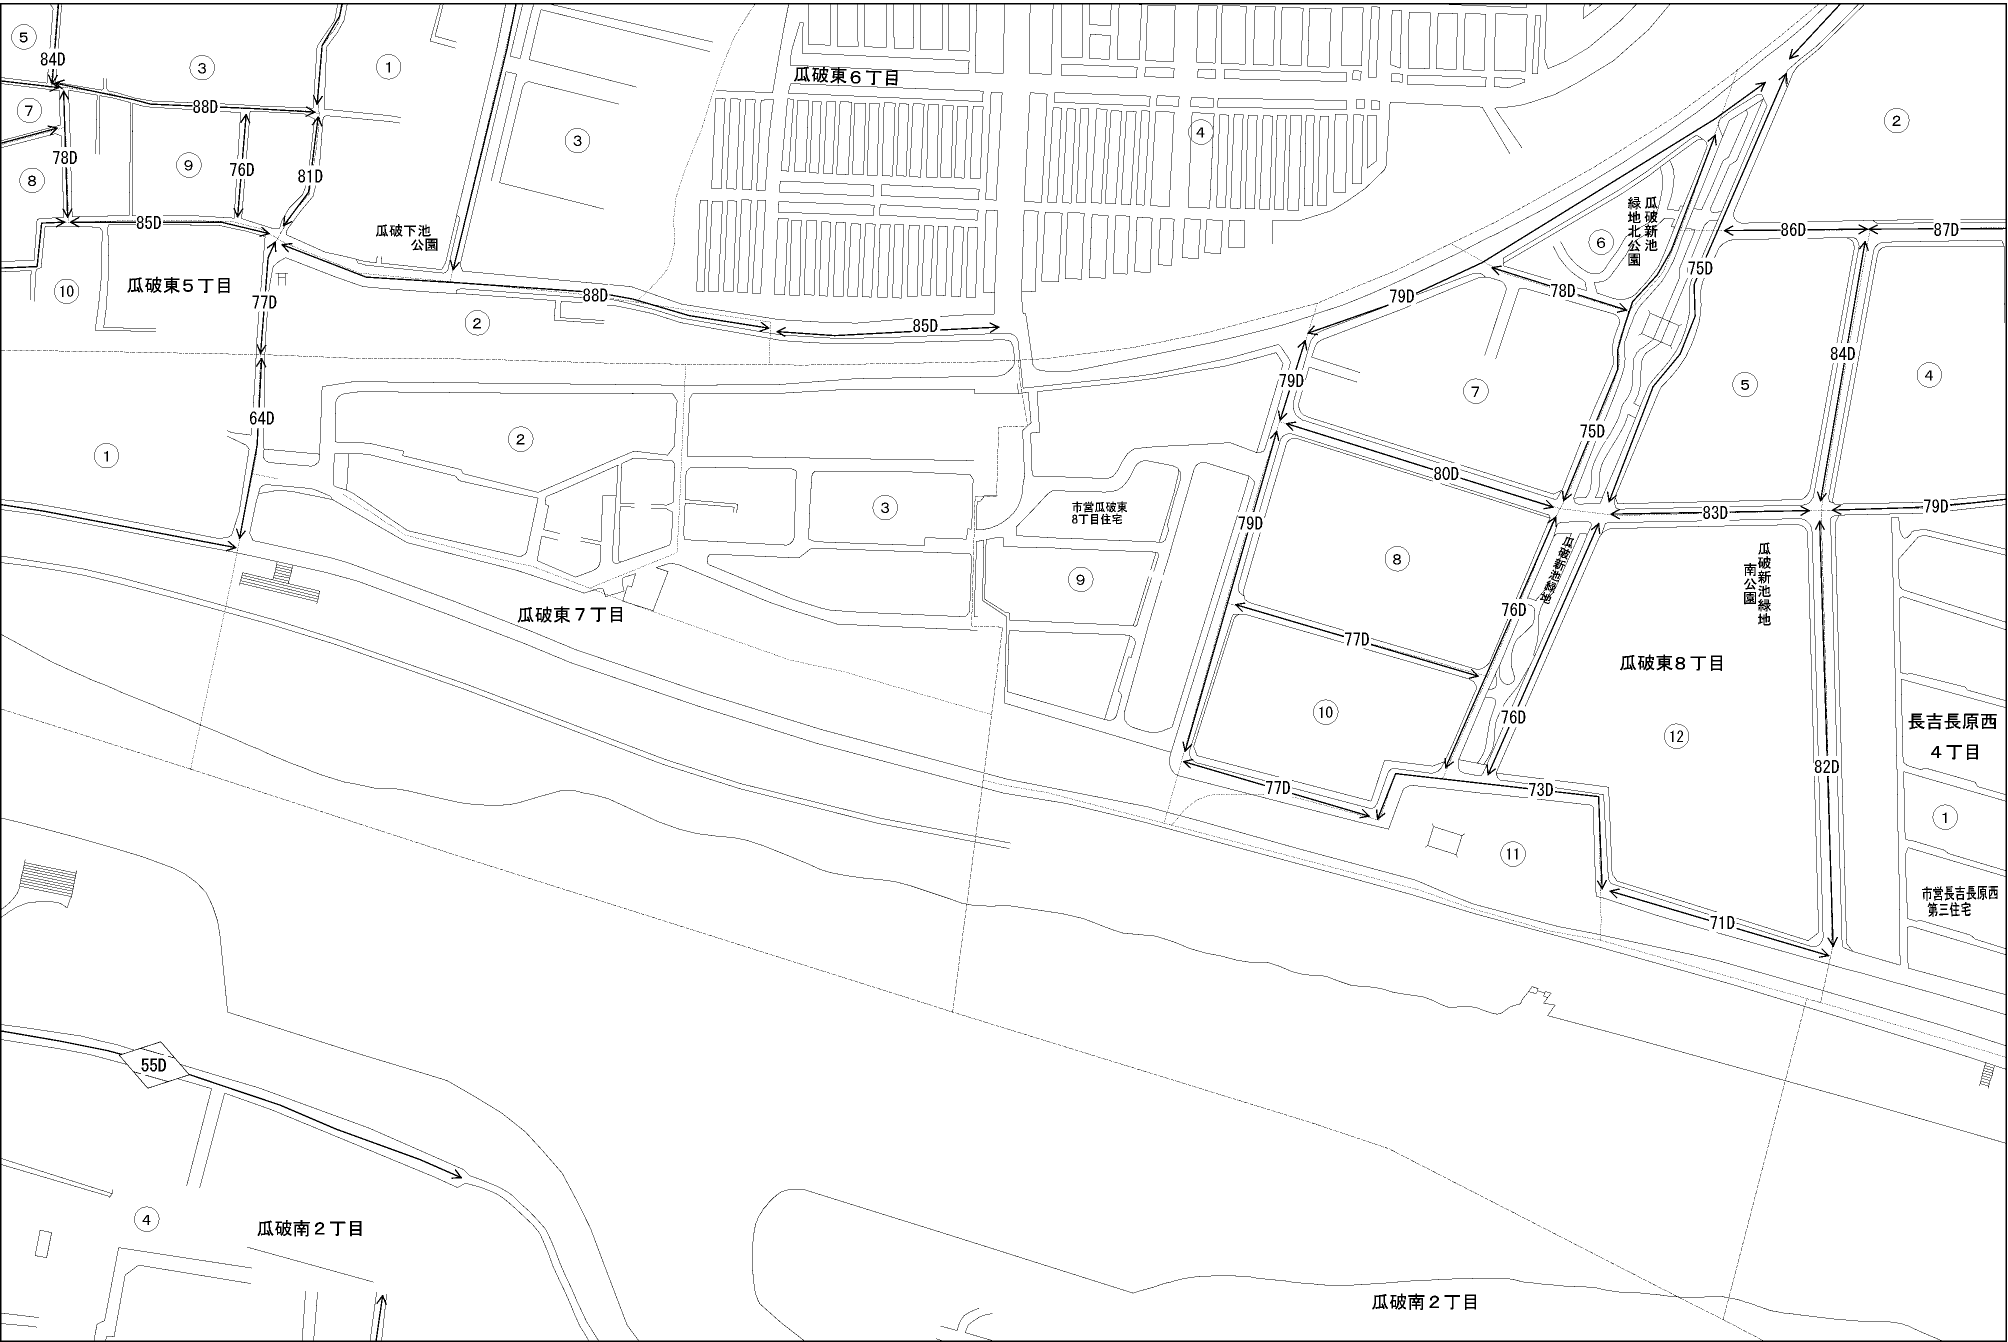 ⑤
84D
③
①
瓜破東６丁目
⑦
88D
③
④
②
78D
⑨
76D
81D
⑧
85D
瓜破下池
公園
瓜破新池
緑地北公園
⑥
86D
87D
75D
⑩
瓜破東５丁目
77D
88D
②
85D
79D
78D
84D
79D
⑦
⑤
④
64D
①
②
75D
80D
③
市営瓜破東
8丁目住宅
79D
83D
79D
⑨
⑧
瓜破新池緑地
瓜破新池緑地
南公園
76D
瓜破東７丁目
77D
瓜破東８丁目
⑩
76D
⑫
長吉長原西
４丁目
82D
77D
73D
①
⑪
市営長吉長原西
第三住宅
71D
55D
④
瓜破南２丁目
瓜破南２丁目